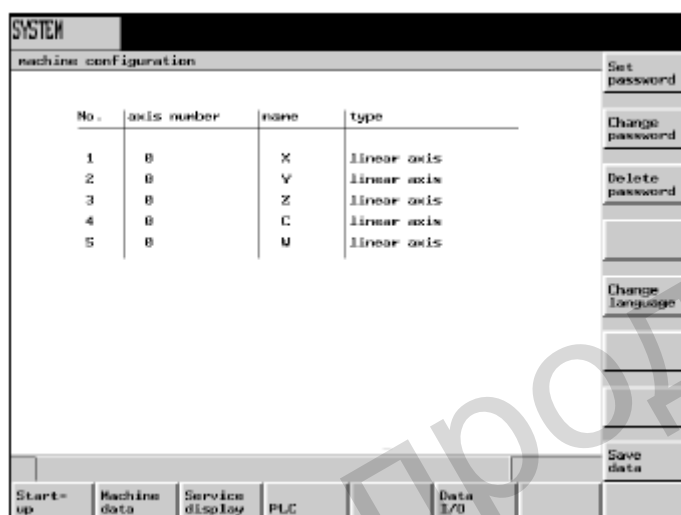 SYSTEM
machine configuration
No. axis number name type
1 0 X linear axis
2 0 Y linear axis
3 0 Z linear axis
4 0 C linear axis
5 0 W linear axis
Set
password
Change
password
Delete
password
Change
language
Save
data
Start-
up
Machine
data
Service
display
PLC
Data
I/O
прод